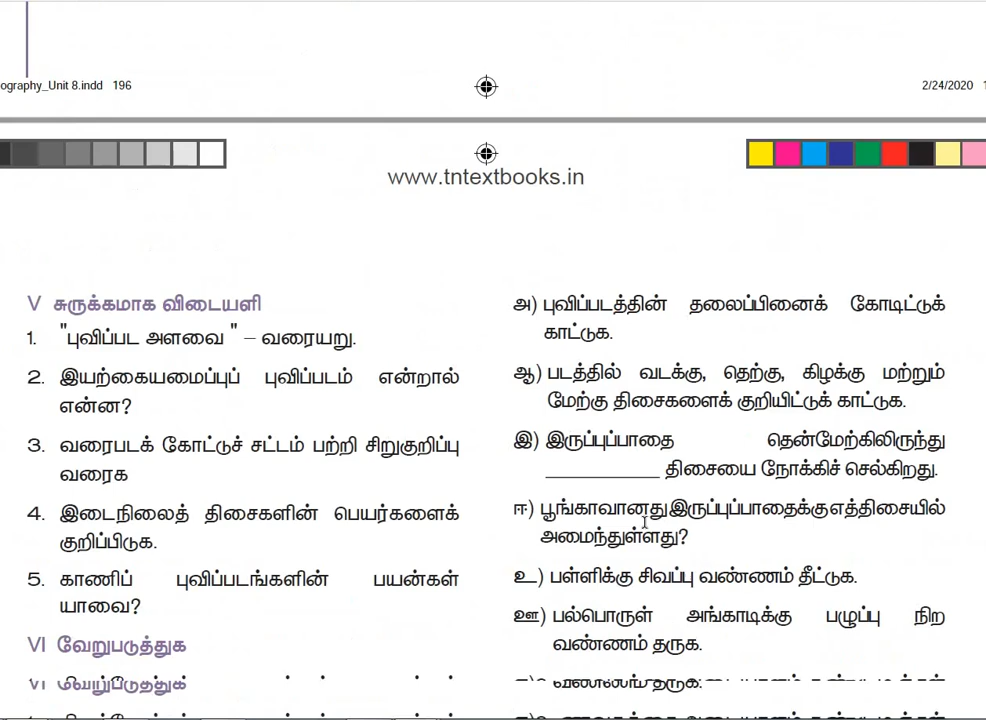 ography_Unit 8.indd 196
2/24/2020
www.tntextbooks.in
V சுருக்கமாக விடையளி
1. "புவிப்பட அளவை " – வரையறு.
2. இயற்கையமைப்புப் புவிப்படம் என்றால்
என்ன?
3. வரைபடக் கோட்டுச் சட்டம் பற்றி சிறுகுறிப்பு
வரைக
4. இடைநிலைத் திசைகளின் பெயர்களைக்
குறிப்பிடுக.
5. காணிப் புவிப்படங்களின் பயன்கள்
யாவை?
VI வேறுபடுத்துக
அ) புவிப்படத்தின் தலைப்பினைக் கோடிட்டுக்
காட்டுக.
ஆ) படத்தில் வடக்கு, தெற்கு, கிழக்கு மற்றும்
மேற்கு திசைகளைக் குறியிட்டுக் காட்டுக.
இ) இருப்புப்பாதை தென்மேற்கிலிருந்து
____________ திசையை நோக்கிச் செல்கிறது.
ஈ) பூங்காவானது இருப்புப்பாதைக்கு எத்திசையில்
அமைந்துள்ளது?
உ) பள்ளிக்கு சிவப்பு வண்ணம் தீட்டுக.
ஊ) பல்பொருள் அங்காடிக்கு பழுப்பு நிற
வண்ணம் தருக.